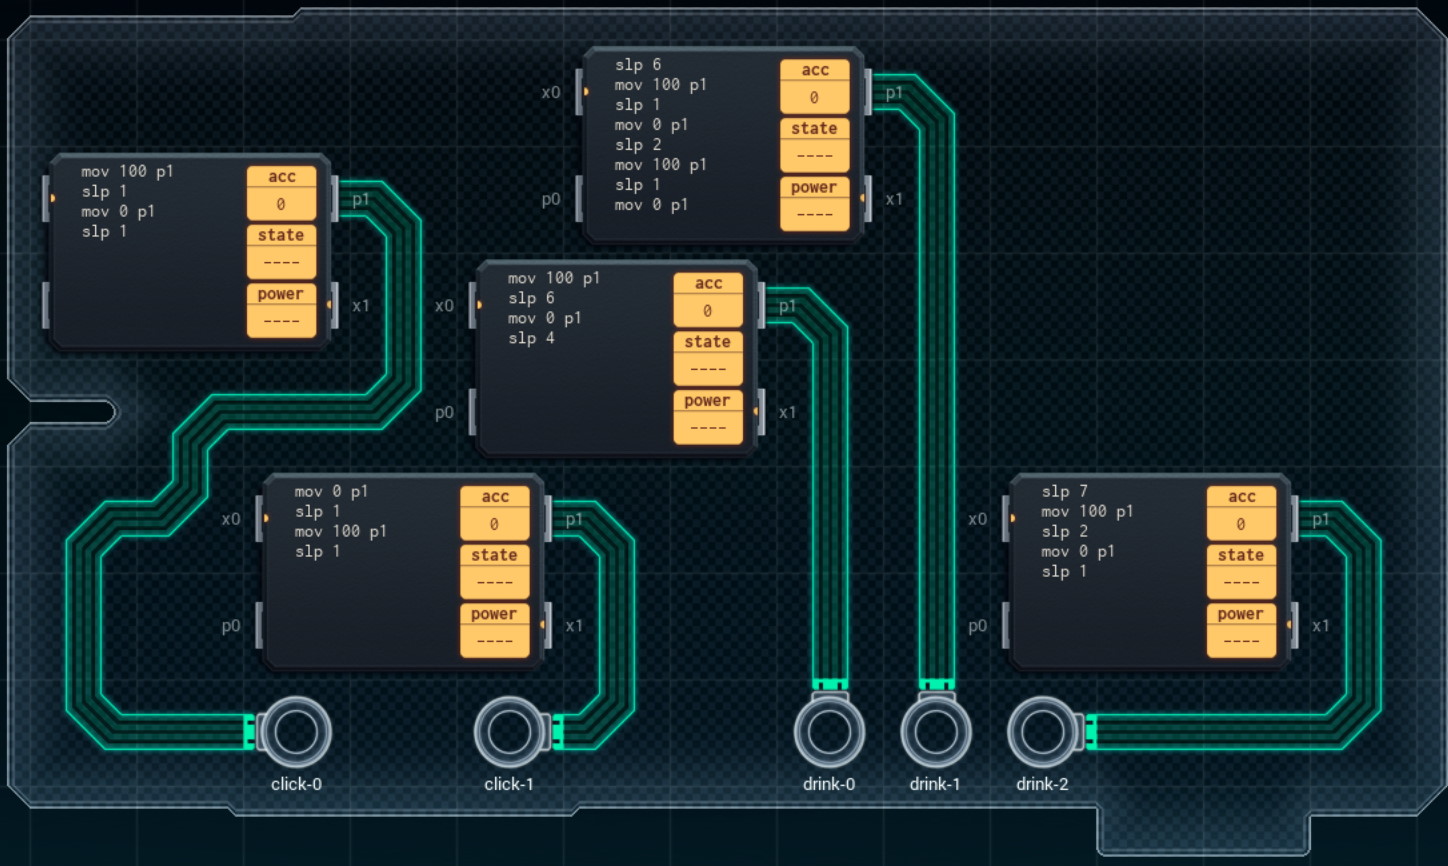 slp 6
mov 100 p1
slp 1
mov 0 p1
slp 2
mov 100 p1
slp 1
mov 0 p1
acc
0
state
----
power
----
x0
p1
p0
x1
mov 100 p1
slp 1
mov 0 p1
slp 1
acc
0
state
----
power
----
p1
x1
mov 100 p1
slp 6
mov 0 p1
slp 4
acc
0
state
----
power
----
x0
p1
p0
x1
mov 0 p1
slp 1
mov 100 p1
slp 1
acc
0
state
----
power
----
x0
p1
p0
x1
slp 7
mov 100 p1
slp 2
mov 0 p1
slp 1
acc
0
state
----
power
----
x0
p1
p0
x1
click-0
click-1
drink-0
drink-1
drink-2